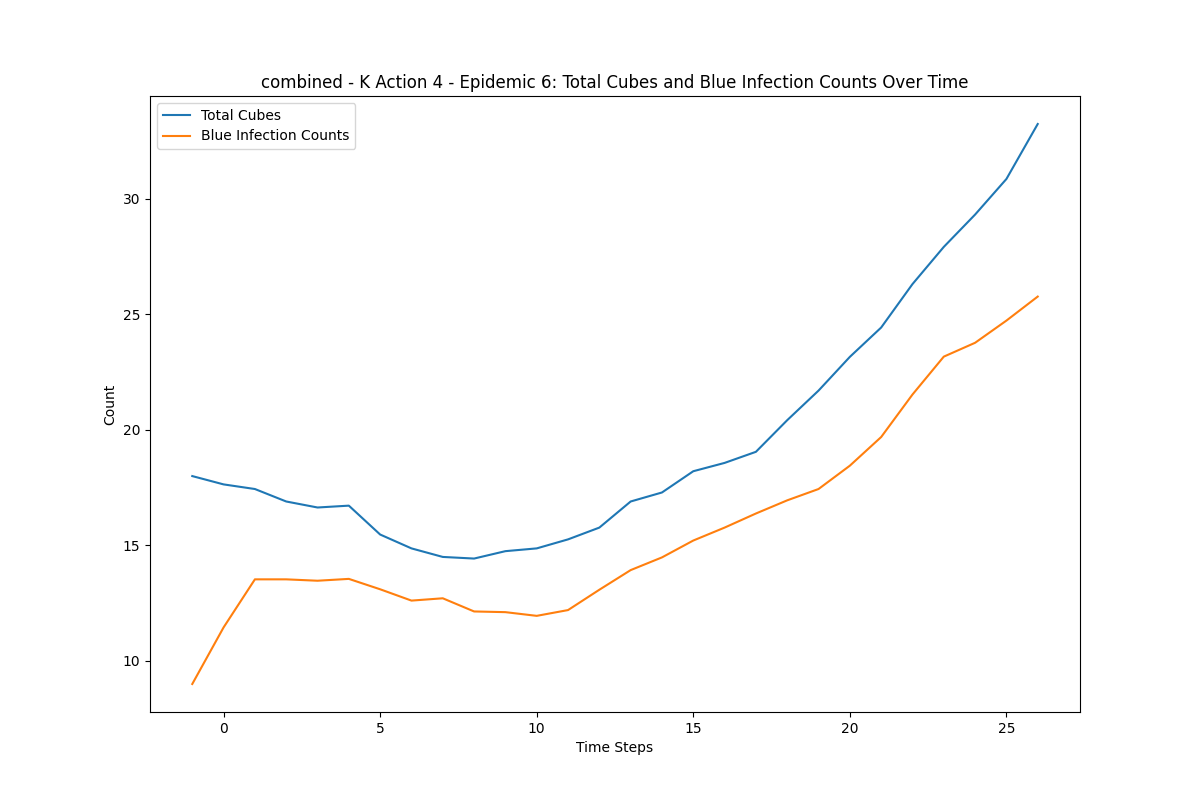 combined - K Action 4 - Epidemic 6: Total Cubes and Blue Infection Counts Over Time
Total Cubes
Blue Infection Counts
30
25
20
15
10
Count
0 5 10 15 20 25
Time Steps